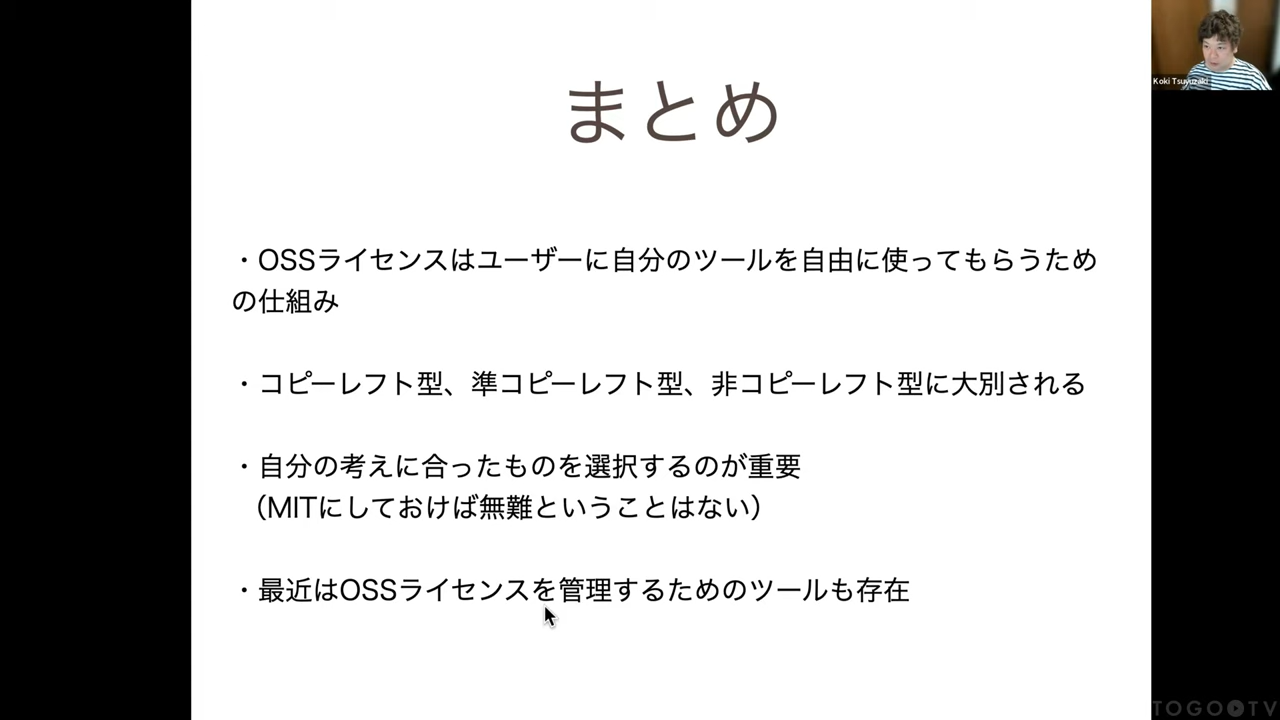 まとめ
・OSSライセンスはユーザーに自分のツールを自由に使ってもらうため
の仕組み
・コピーレフト型、準コピーレフト型、非コピーレフト型に大別される
・自分の考えに合ったものを選択するのが重要
（MITにしておけば無難ということはない）
・最近はOSSライセンスを管理するためのツールも存在
Koki Tsuyuzaki
TOGOTV